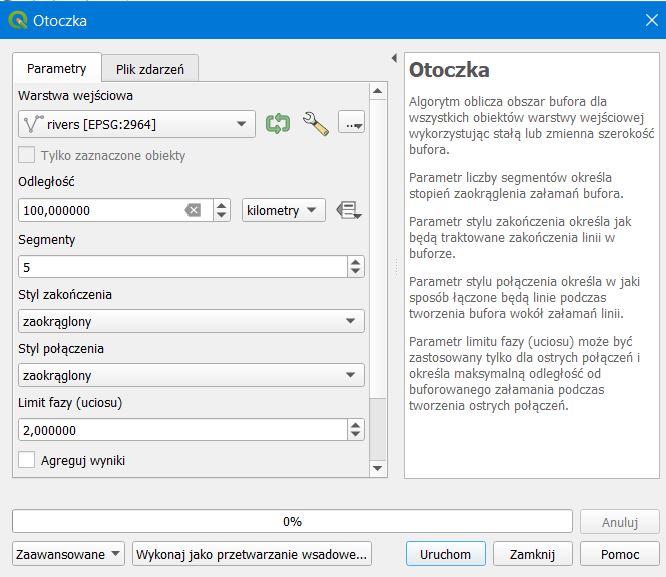 Otoczka
Parametry
Plik zdarzeń
Warstwa wejściowa
rivers [EPSG:2964]
...
Tylko zaznaczone obiekty
Odległość
100,000000
kilometry
Segmenty
5
Styl zakończenia
zaokrąglony
Styl połączenia
zaokrąglony
Limit fazy (uciosu)
2,000000
Agreguj wyniki
Otoczka
Algorytm oblicza obszar bufora dla
wszystkich obiektów warstwy wejściowej
wykorzystując stałą lub zmienna szerokość
bufora.
Parametr liczby segmentów określa
stopień zaokrąglenia załamań bufora.
Parametr stylu zakończenia określa jak
będą traktowane zakończenia linii w
buforze.
Parametr stylu połączenia określa w jaki
sposób łączone będą linie podczas
tworzenia bufora wokół załamań linii.
Parametr limitu fazy (uciosu) może być
zastosowany tylko dla ostrych połączeń i
określa maksymalną odległość od
buforowanego załamania podczas
tworzenia ostrych połączeń.
0%
Anuluj
Zaawansowane
Wykonaj jako przetwarzanie wsadowe...
Uruchom
Zamknij
Pomoc